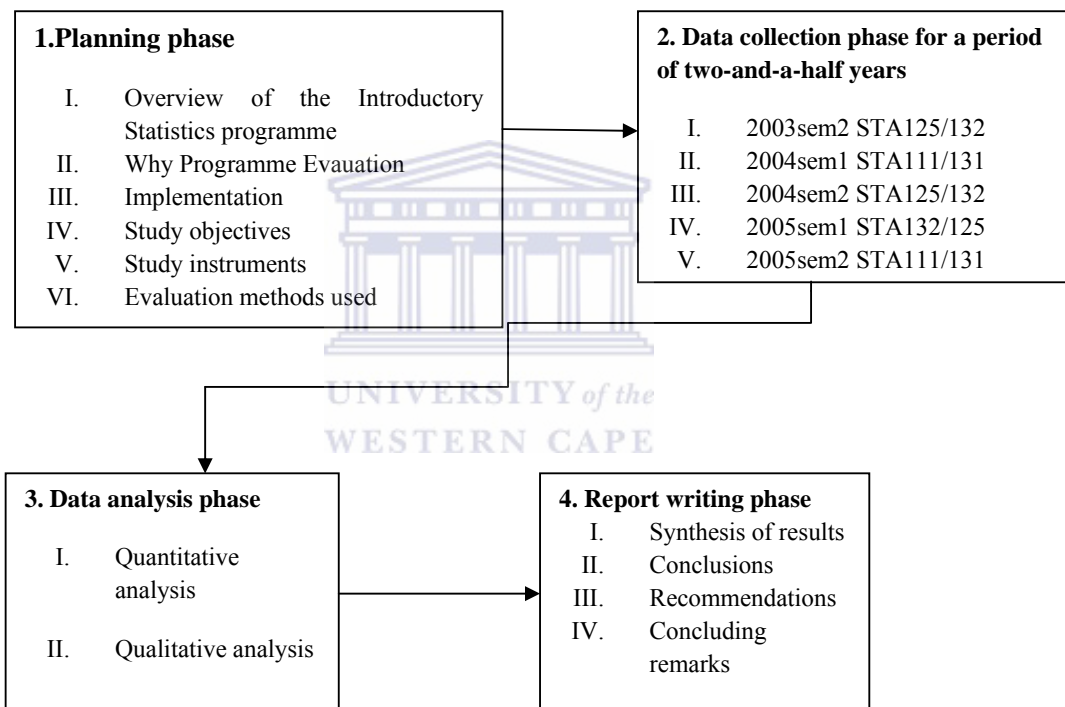 1.Planning phase
I. Overview of the Introductory
Statistics programme
II. Why Programme Evauation
III. Implementation
IV. Study objectives
V. Study instruments
VI. Evaluation methods used
2. Data collection phase for a period
of two-and-a-half years
I. 2003sem2 STA125/132
II. 2004sem1 STA111/131
III. 2004sem2 STA125/132
IV. 2005sem1 STA132/125
V. 2005sem2 STA111/131
UNIVERSITY of the
WESTERN CAPE
3. Data analysis phase
I. Quantitative
analysis
II. Qualitative analysis
4. Report writing phase
I. Synthesis of results
II. Conclusions
III. Recommendations
IV. Concluding
remarks